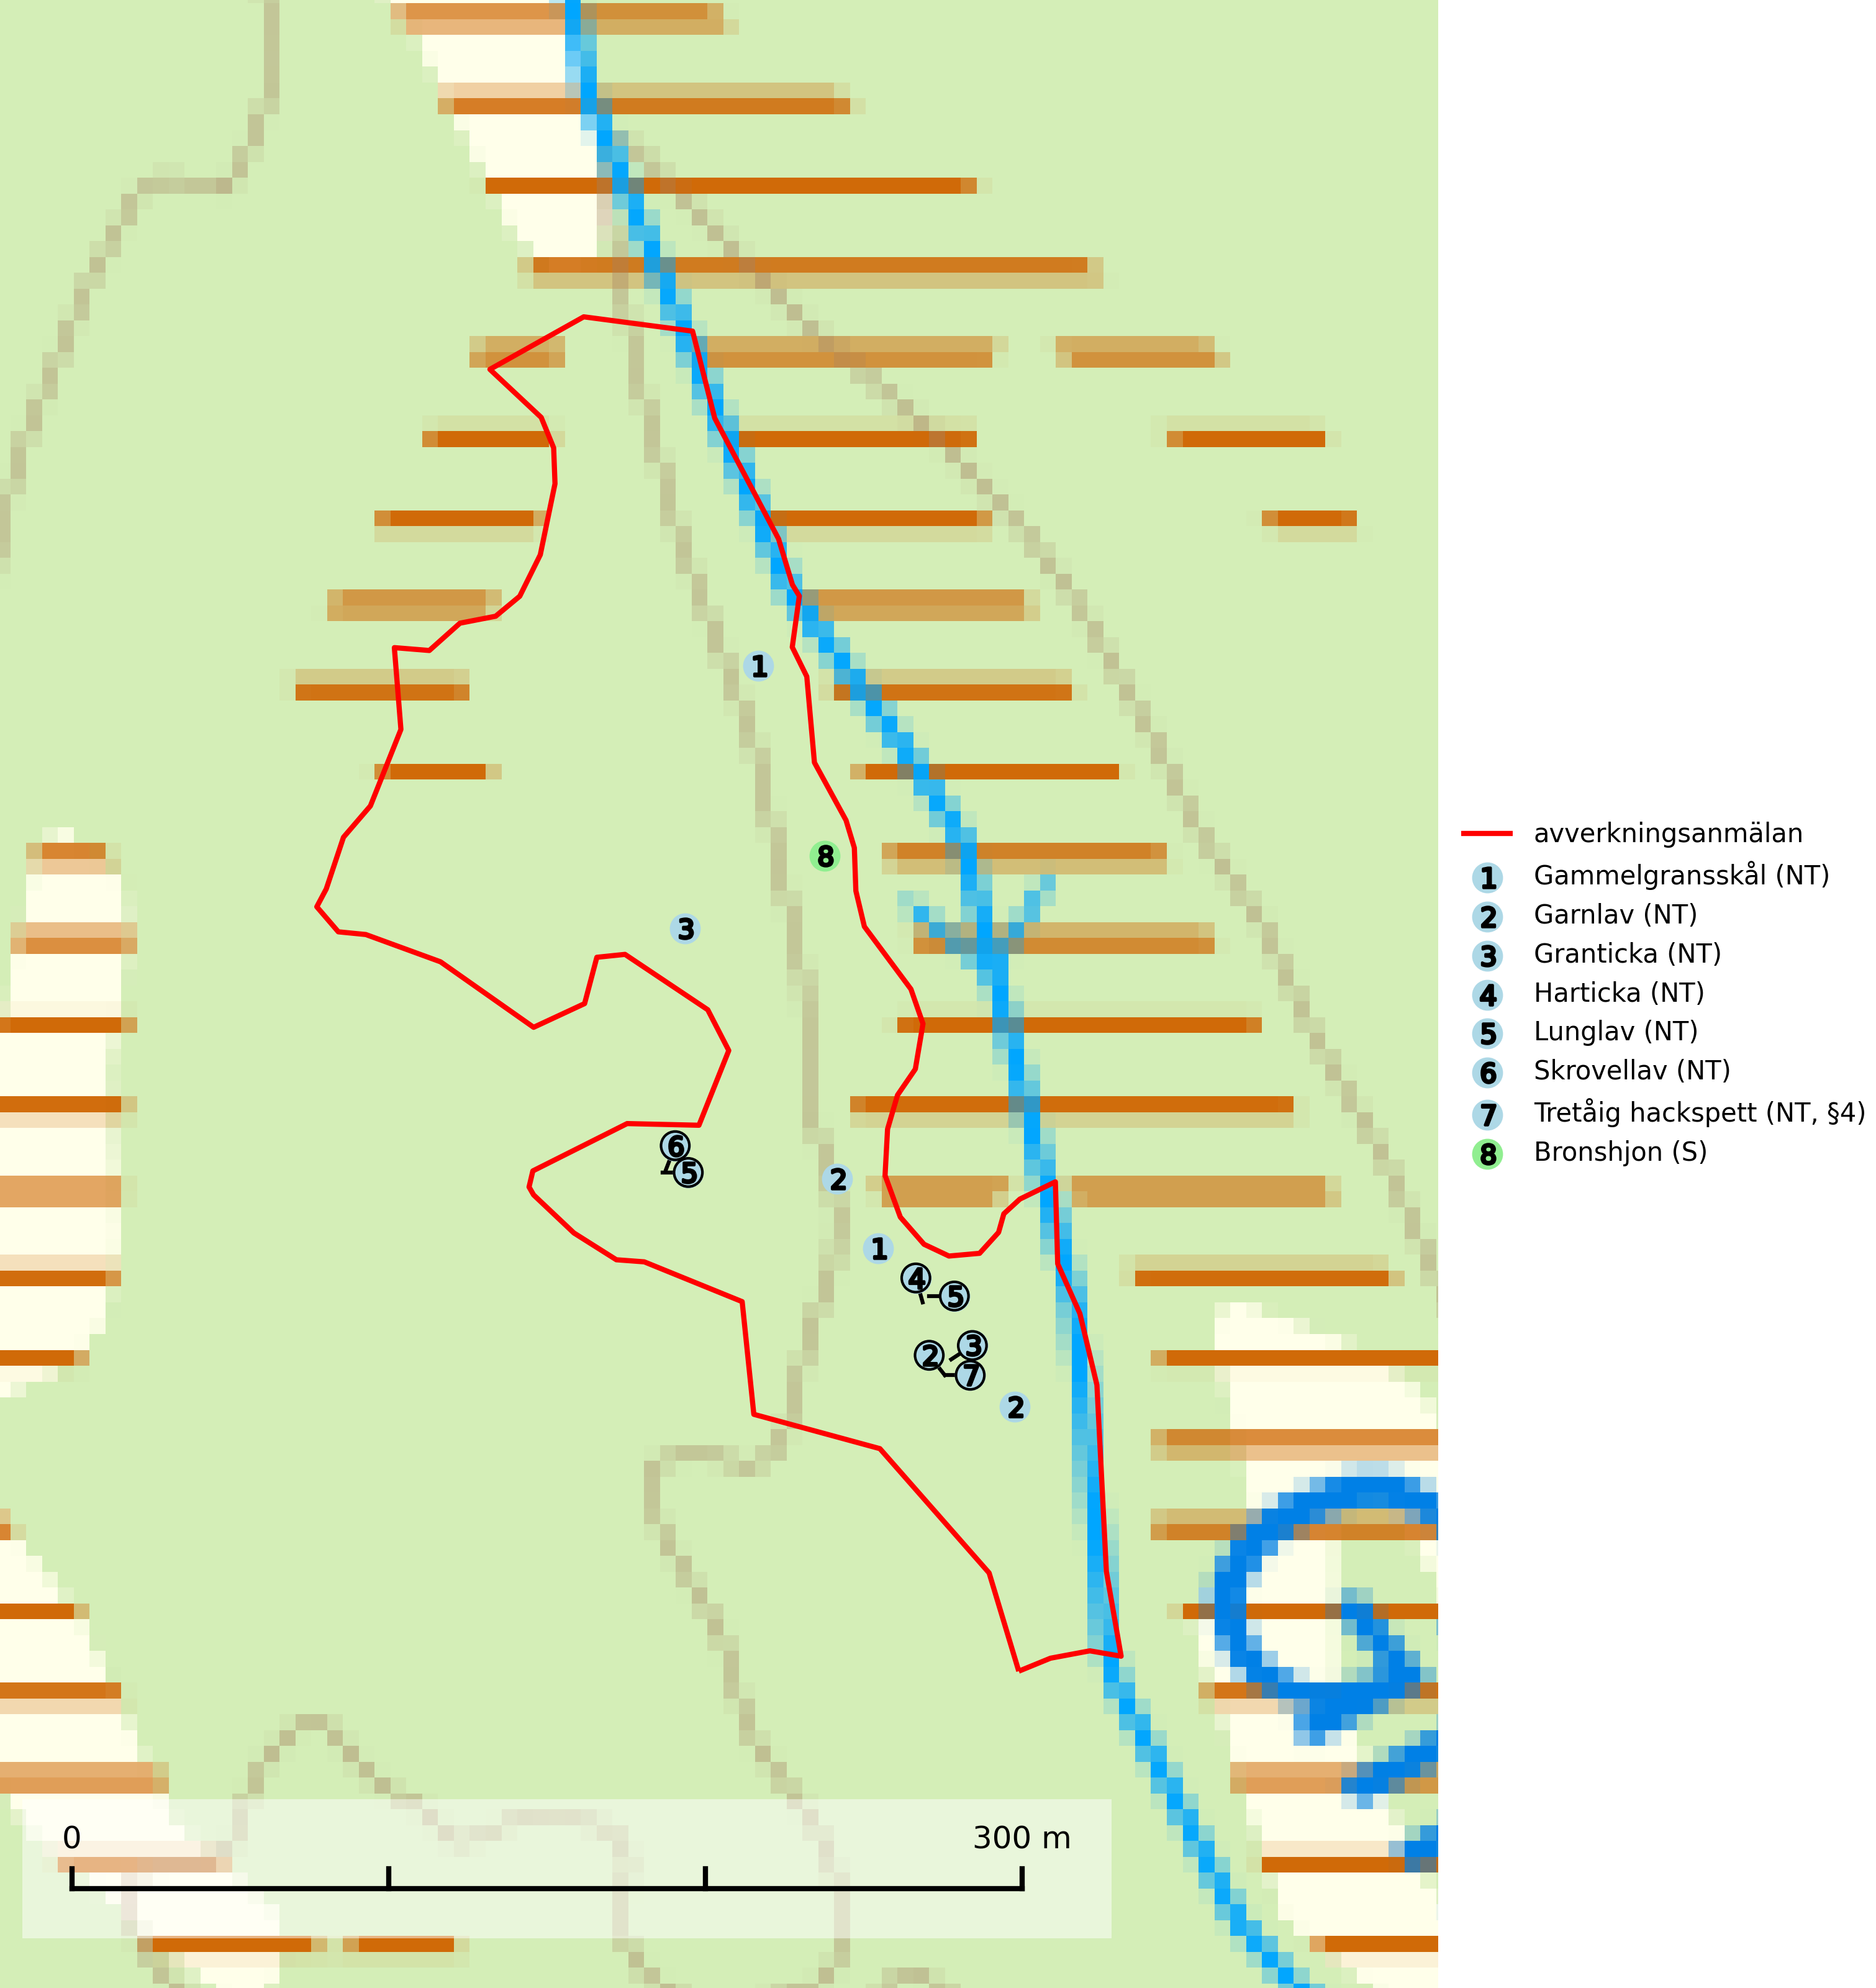 1
8
3
6
5
2
1
4
5
3
2
7
2
0 300 m
avverkningsanmälan
1 Gammelgransskål (NT)
2 Garnlav (NT)
3 Granticka (NT)
4 Harticka (NT)
5 Lunglav (NT)
6 Skrovellav (NT)
7 Tretåig hackspett (NT, §4)
8 Bronshjon (S)